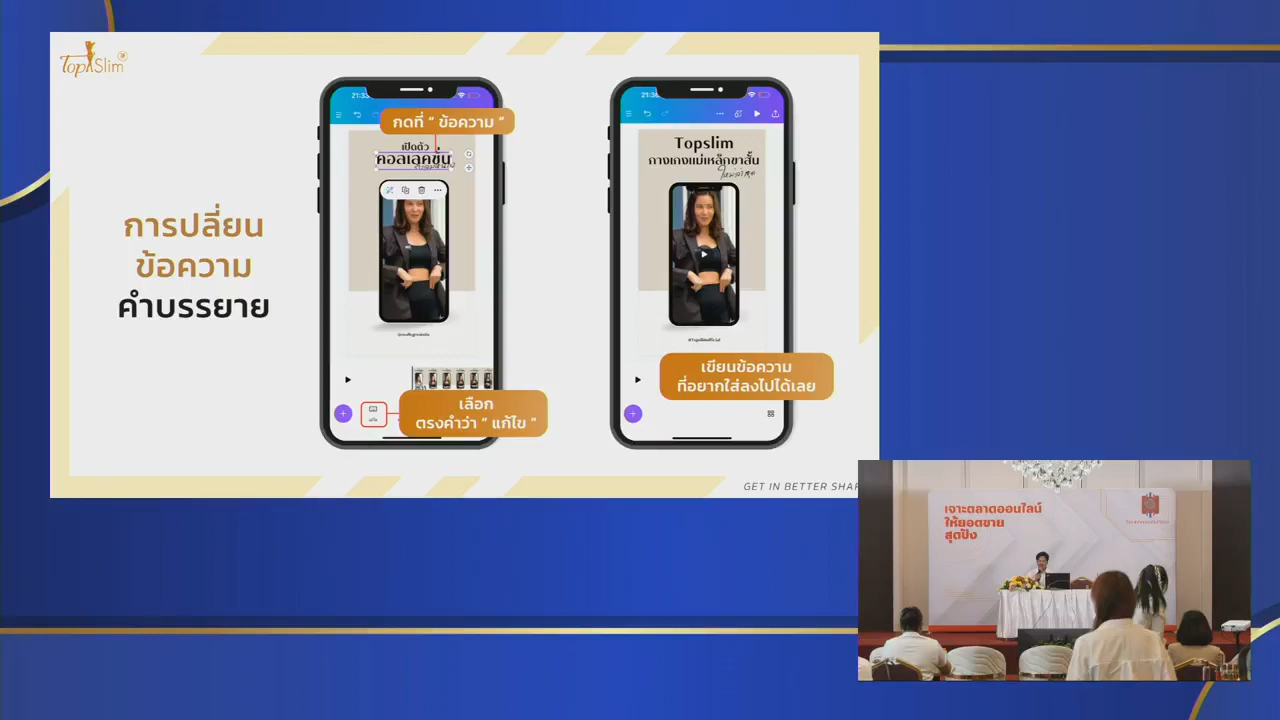 Top Slim
การปลี่ยน
ข้อความ
คำบรรยาย
21:33
กดที่ “ ข้อความ “
เปิดตัว
คอลเลคชั่น
เลือก
ตรงคำว่า “ แก้ไข “
21:36
Topslim
กางเกงแม่เหล็กขาสั้น
ใหม่ล่าสุด
เขียนข้อความ
ที่อยากใส่ลงไปได้เลย
GET IN BETTER SHAP
เจาะตลาดออนไลน์
ให้ยอดขาย
สุดปัง